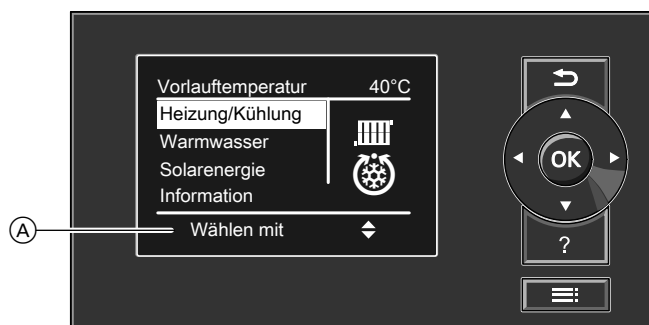 Vorlauftemperatur 40°C
Heizung/Kühlung
Warmwasser
Solarenergie
Information
Wählen mit
A
OK
?